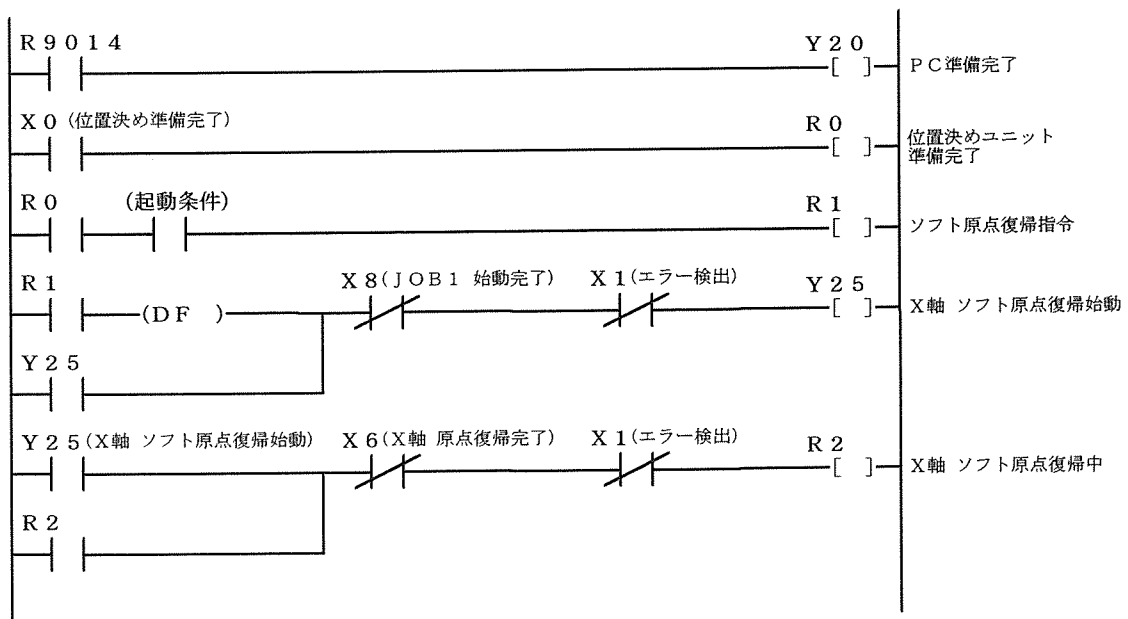 R9014
Y20
PC準備完了
X0(位置決め準備完了)
R0
位置決めユニット
準備完了
R0 (起動条件)
R1
ソフト原点復帰指令
R1
X8(JOB1 始動完了)
X1(エラー検出)
Y25
(DF )
X軸 ソフト原点復帰始動
Y25
Y25(X軸 ソフト原点復帰始動)
X6(X軸 原点復帰完了)
X1(エラー検出)
R2
X軸 ソフト原点復帰中
R2